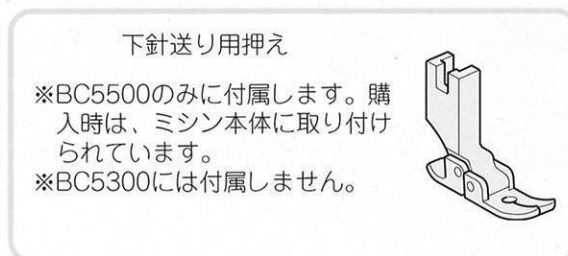 下針送り用押え
※BC5500のみに付属します。購
入時は、ミシン本体に取り付け
られています。
※BC5300には付属しません。